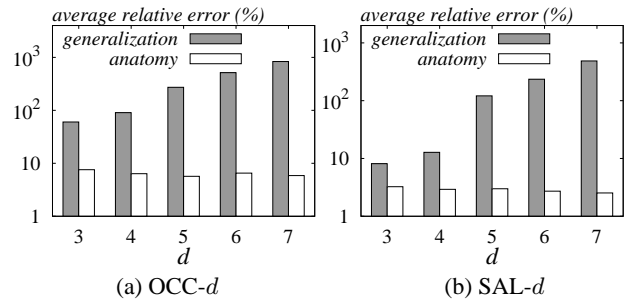 average relative error (%)
generalization
anatomy
10³
10²
10
1
3 4 5 6 7
d
(a) OCC-d
average relative error (%)
generalization
anatomy
10³
10²
10
1
3 4 5 6 7
d
(b) SAL-d